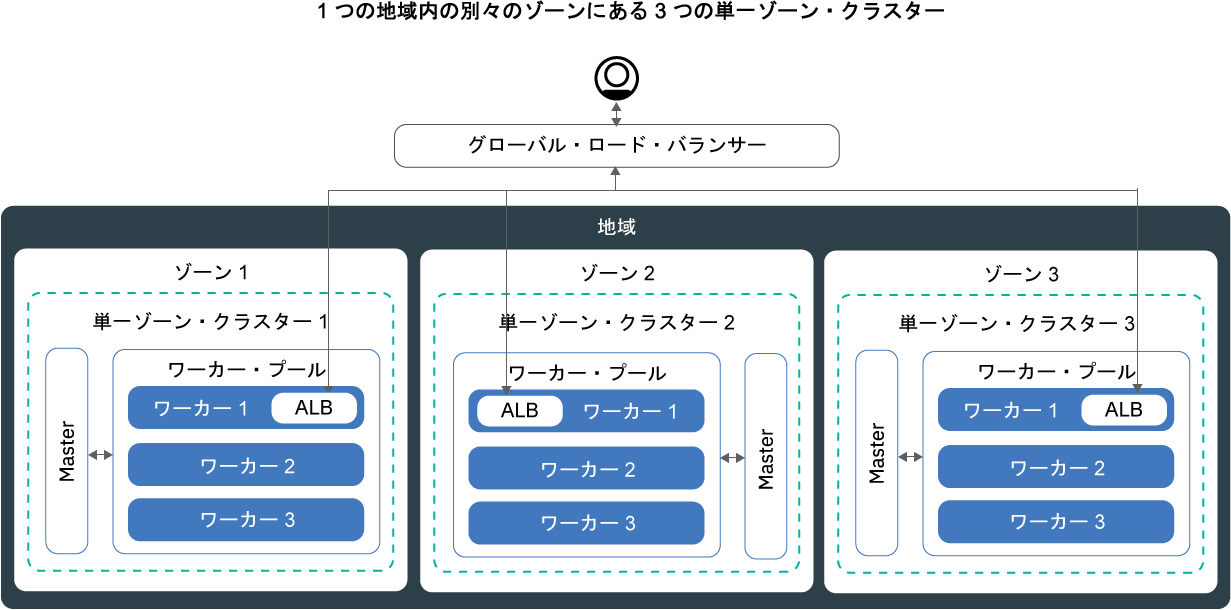 1 つの地域内の別々のゾーンにある 3 つの単一ゾーン・クラスター
グローバル・ロード・バランサー
地域
ゾーン 1
単一ゾーン・クラスター 1
Master
ワーカー・プール
ワーカー 1
ALB
ワーカー 2
ワーカー 3
ゾーン 2
単一ゾーン・クラスター 2
ワーカー・プール
ALB
ワーカー 1
ワーカー 2
ワーカー 3
Master
ゾーン 3
単一ゾーン・クラスター 3
Master
ワーカー・プール
ワーカー 1
ALB
ワーカー 2
ワーカー 3